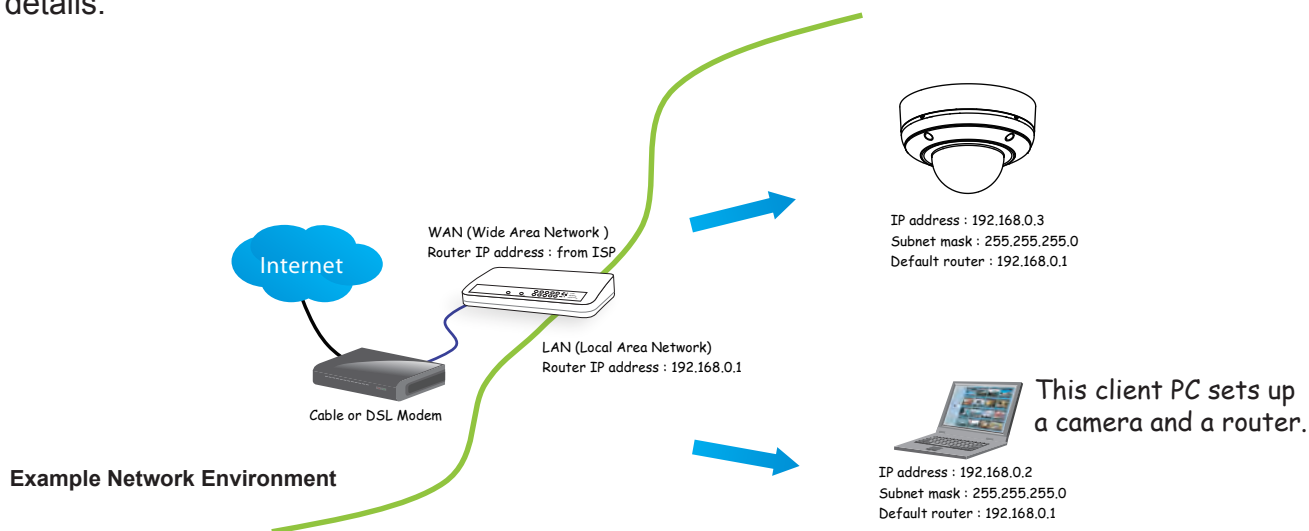 details.
WAN (Wide Area Network )
Router IP address : from ISP
Internet
LAN (Local Area Network)
Router IP address : 192.168.0.1
Cable or DSL Modem
IP address : 192.168.0.3
Subnet mask : 255.255.255.0
Default router : 192.168.0.1
This client PC sets up
a camera and a router.
IP address : 192.168.0.2
Subnet mask : 255.255.255.0
Default router : 192.168.0.1
Example Network Environment